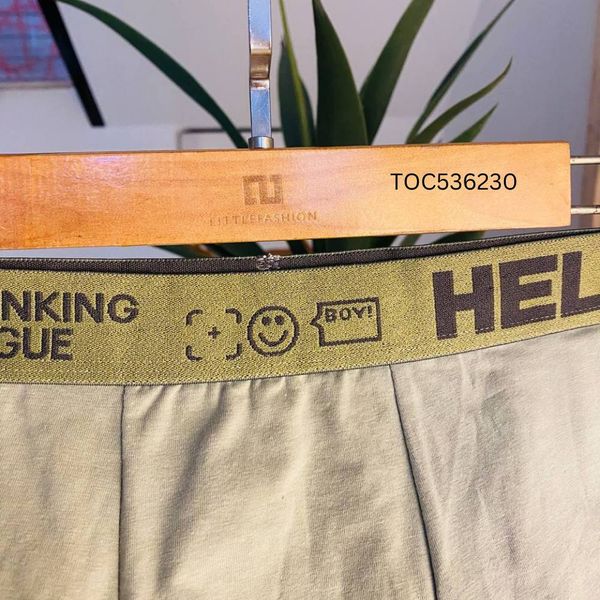 TOC536230
LITTLEFASHION
NKING
GUE
BOY!
HEL